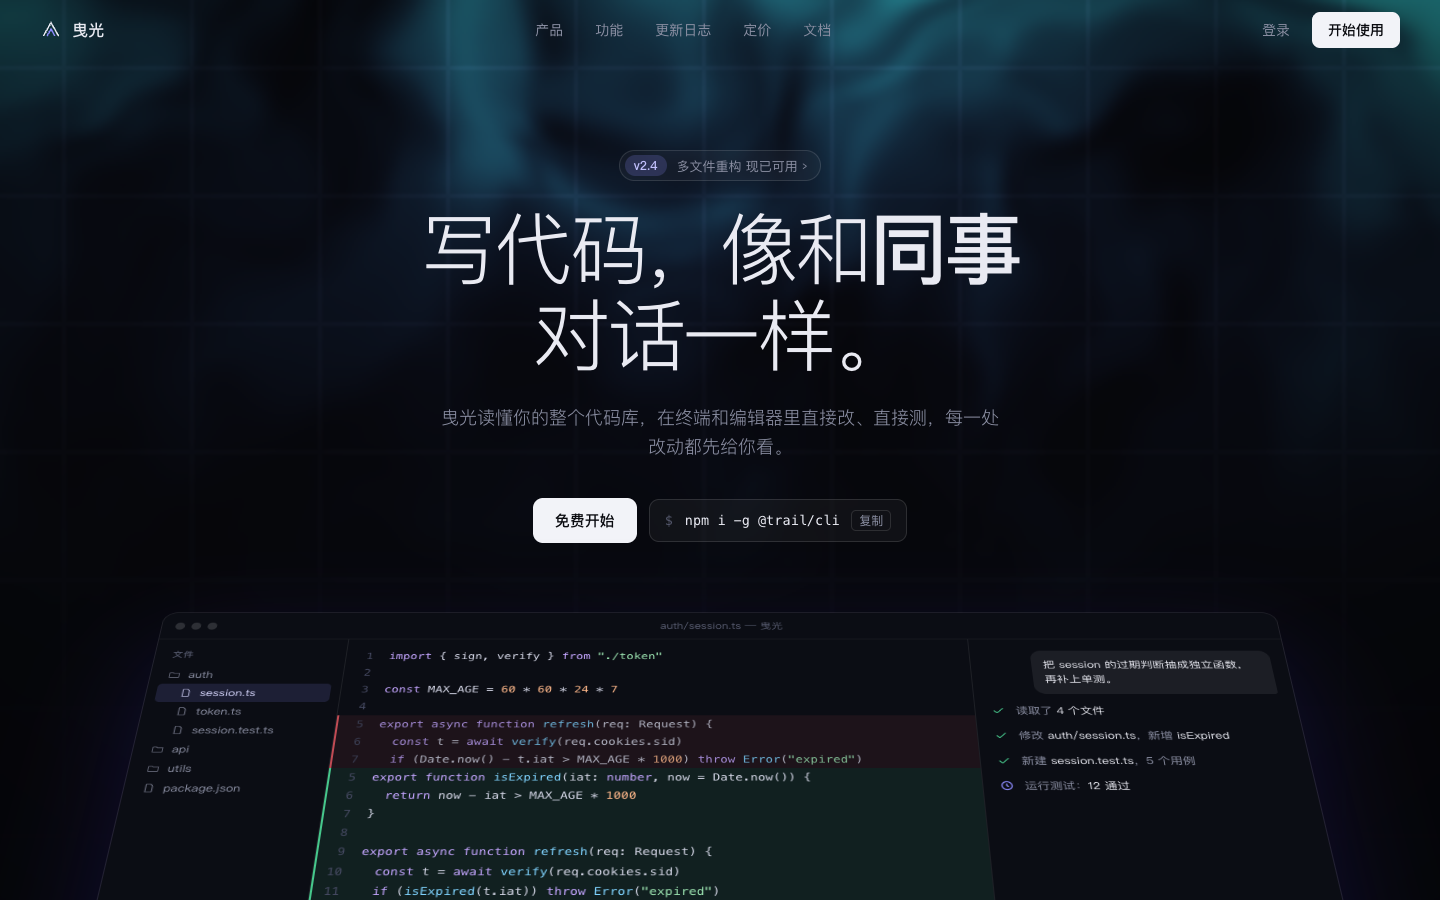 曳光
产品 功能 更新日志 定价 文档
登录 开始使用
v2.4 多文件重构 现已可用 ›
写代码，像和同事
对话一样。
曳光读懂你的整个代码库，在终端和编辑器里直接改、直接测，每一处
改动都先给你看。
免费开始
$ npm i -g @trail/cli 复制
auth/session.ts — 曳光
文件
auth
session.ts
token.ts
session.test.ts
api
utils
package.json
1 import { sign, verify } from "./token"
2
3 const MAX_AGE = 60 * 60 * 24 * 7
4
5 export async function refresh(req: Request) {
6 const t = await verify(req.cookies.sid)
7 if (Date.now() - t.iat > MAX_AGE * 1000) throw Error("expired")
5 export function isExpired(iat: number, now = Date.now()) {
6 return now - iat > MAX_AGE * 1000
7 }
8
9 export async function refresh(req: Request) {
10 const t = await verify(req.cookies.sid)
11 if (isExpired(t.iat)) throw Error("expired")
把 session 的过期判断抽成独立函数，
再补上单测。
读取了 4 个文件
修改 auth/session.ts，新增 isExpired
新建 session.test.ts，5 个用例
运行测试：12 通过